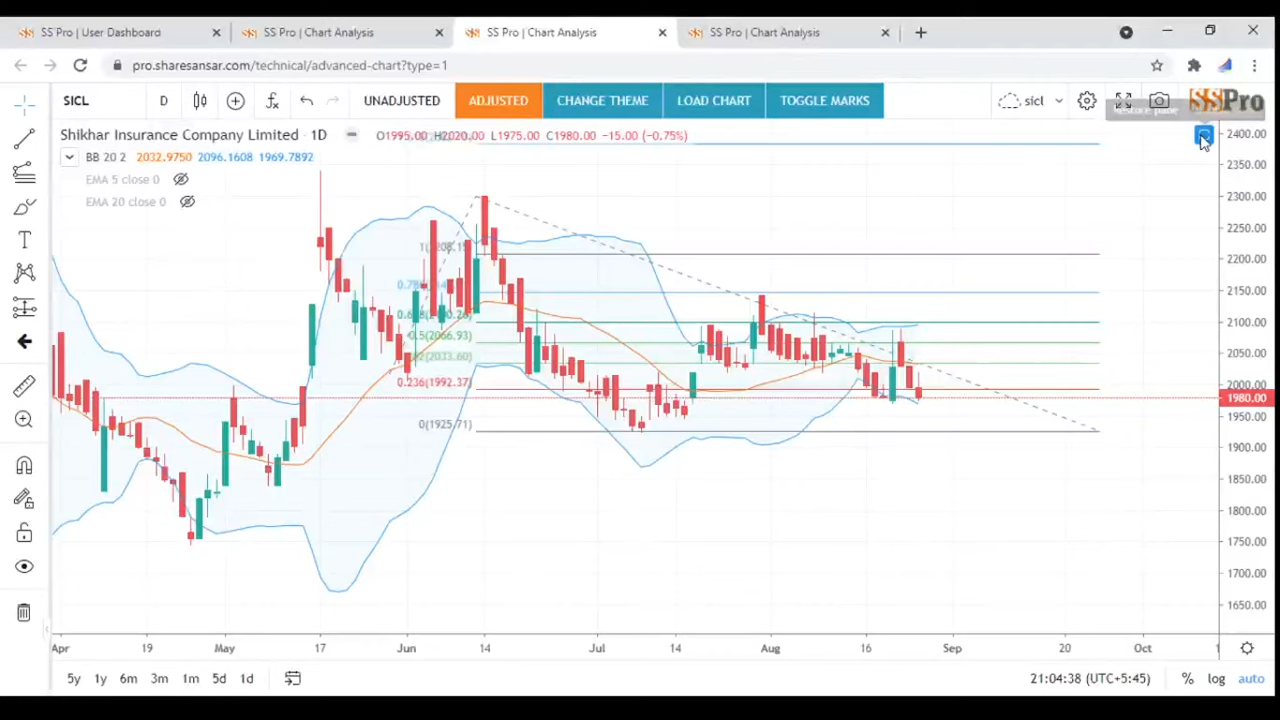 SS Pro | User Dashboard
SS Pro | Chart Analysis
SS Pro | Chart Analysis
SS Pro | Chart Analysis
pro.sharesansar.com/technical/advanced-chart?type=1
SICL D UNADJUSTED ADJUSTED CHANGE THEME LOAD CHART TOGGLE MARKS sicl SSPro
Shikhar Insurance Company Limited · 1D O1995.00 H2020.00 L1975.00 C1980.00 −15.00 (−0.75%)
BB 20 2 2032.9750 2096.1608 1969.7892
EMA 5 close 0
EMA 20 close 0
0.5(2066.93)
0.236(1992.37)
0(1925.71)
2400.00
2350.00
2300.00
2250.00
2200.00
2150.00
2100.00
2050.00
2000.00
1980.00
1950.00
1900.00
1850.00
1800.00
1750.00
1700.00
1650.00
Apr 19 May 17 Jun 14 Jul 14 Aug 16 Sep 20 Oct
5y 1y 6m 3m 1m 5d 1d 21:04:38 (UTC+5:45) % log auto